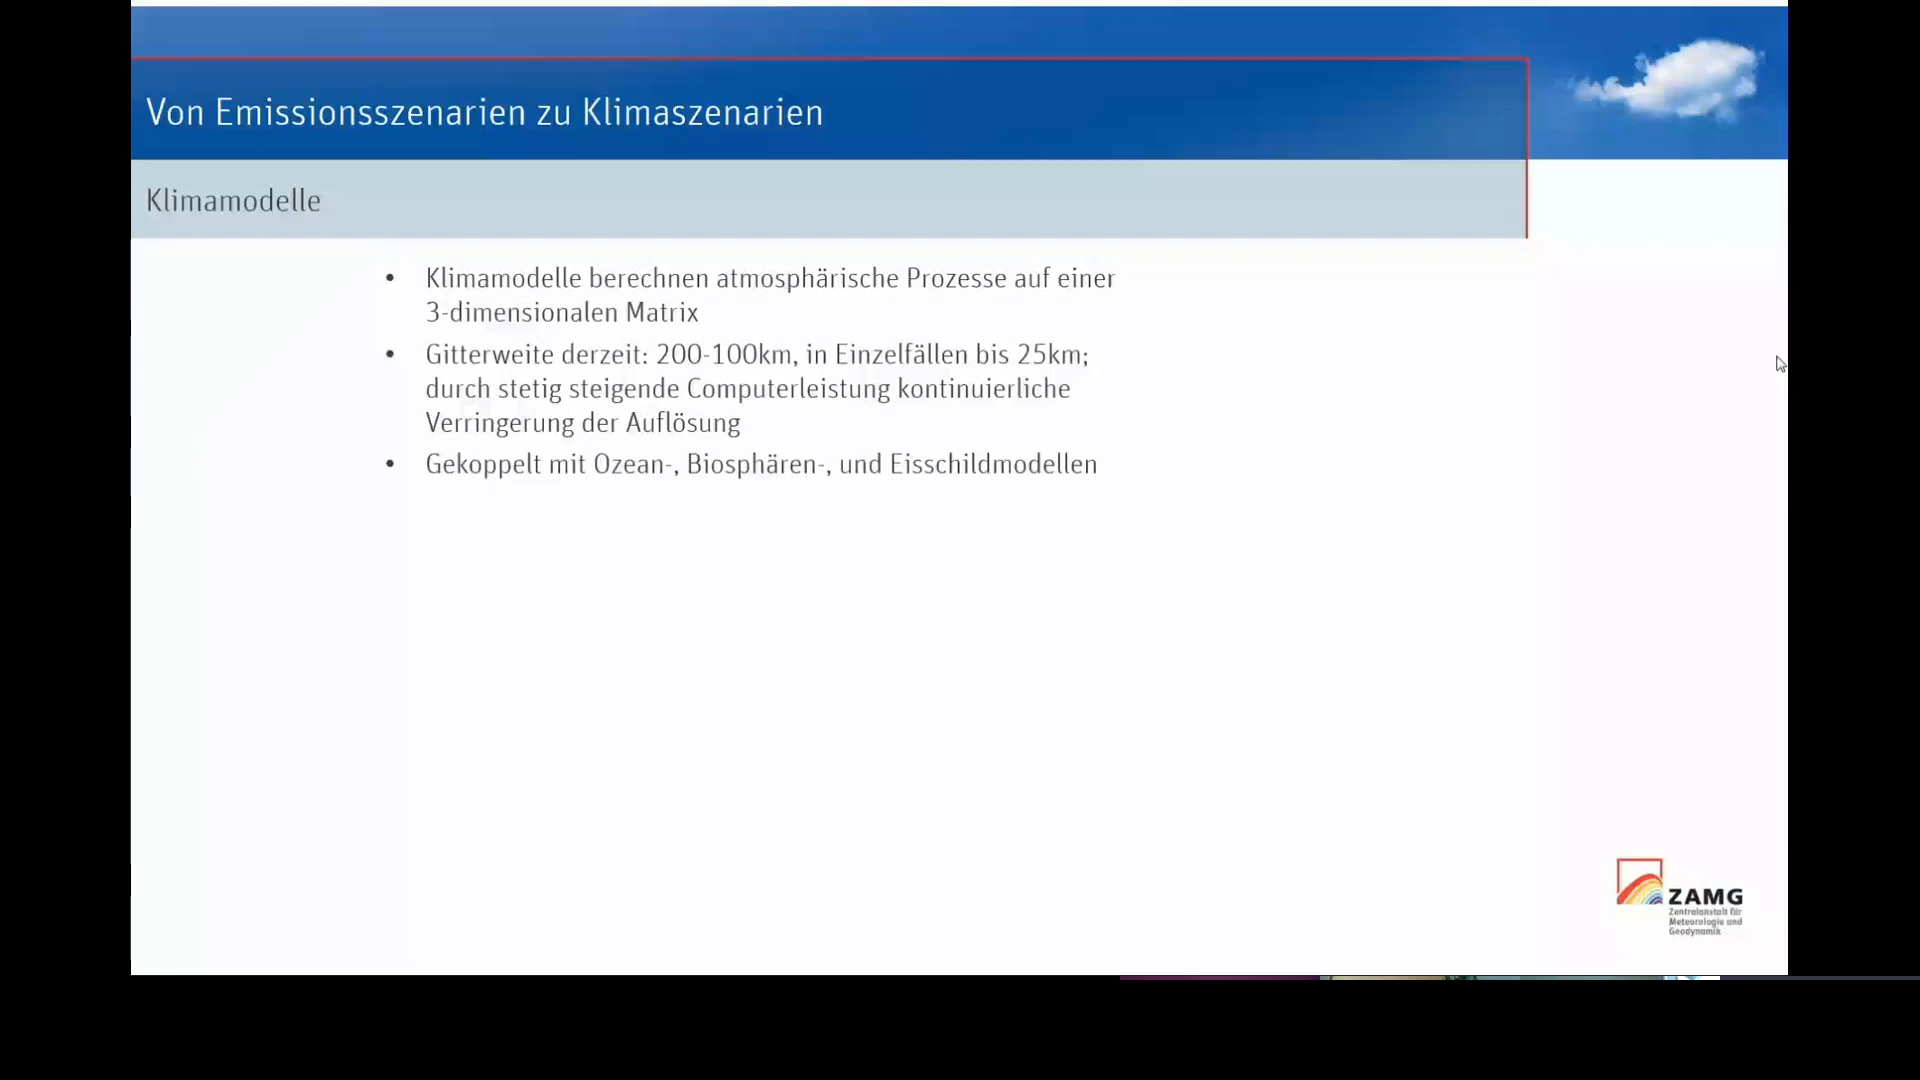 Von Emissionsszenarien zu Klimaszenarien
Klimamodelle
• Klimamodelle berechnen atmosphärische Prozesse auf einer
3-dimensionalen Matrix
• Gitterweite derzeit: 200-100km, in Einzelfällen bis 25km;
durch stetig steigende Computerleistung kontinuierliche
Verringerung der Auflösung
• Gekoppelt mit Ozean-, Biosphären-, und Eisschildmodellen
ZAMG
Zentralanstalt für
Meteorologie und
Geodynamik